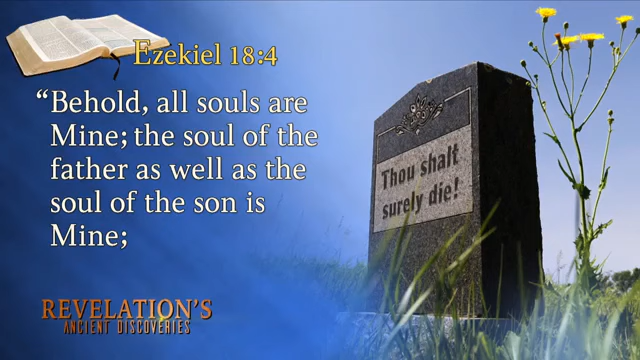 Ezekiel 18:4
“Behold, all souls are
Mine; the soul of the
father as well as the
soul of the son is
Mine;
Thou shalt
surely die!
REVELATION'S
ANCIENT DISCOVERIES